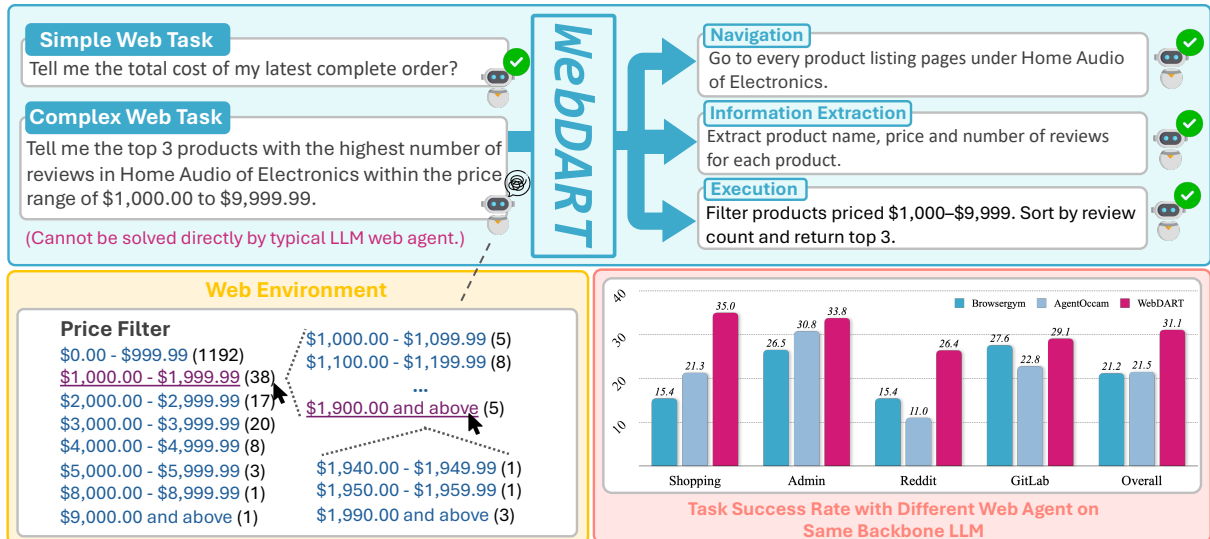 Simple Web Task
Tell me the total cost of my latest complete order?
Complex Web Task
Tell me the top 3 products with the highest number of
reviews in Home Audio of Electronics within the price
range of $1,000.00 to $9,999.99.
(Cannot be solved directly by typical LLM web agent.)
WebDART
Navigation
Go to every product listing pages under Home Audio
of Electronics.
Information Extraction
Extract product name, price and number of reviews
for each product.
Execution
Filter products priced $1,000–$9,999. Sort by review
count and return top 3.
Web Environment
Price Filter
$0.00 - $999.99 (1192)
$1,000.00 - $1,999.99 (38)
$2,000.00 - $2,999.99 (17)
$3,000.00 - $3,999.99 (20)
$4,000.00 - $4,999.99 (8)
$5,000.00 - $5,999.99 (3)
$8,000.00 - $8,999.99 (1)
$9,000.00 and above (1)
$1,000.00 - $1,099.99 (5)
$1,100.00 - $1,199.99 (8)
...
$1,900.00 and above (5)
$1,940.00 - $1,949.99 (1)
$1,950.00 - $1,959.99 (1)
$1,990.00 and above (3)
40
30
20
10
Browsergym AgentOccam WebDART
15.4 21.3 35.0
26.5 30.8 33.8
15.4 11.0 26.4
27.6 22.8 29.1
21.2 21.5 31.1
Shopping Admin Reddit GitLab Overall
Task Success Rate with Different Web Agent on
Same Backbone LLM